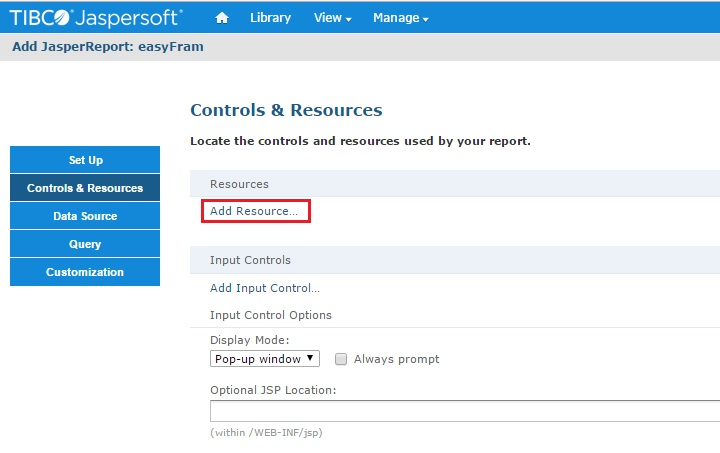 TIBCO Jaspersoft® Library View Manage
Add JasperReport: easyFram
Controls & Resources
Locate the controls and resources used by your report.
Set Up
Controls & Resources
Data Source
Query
Customization
Resources
Add Resource...
Input Controls
Add Input Control...
Input Control Options
Display Mode:
Pop-up window Always prompt
Optional JSP Location:
(within /WEB-INF/jsp)